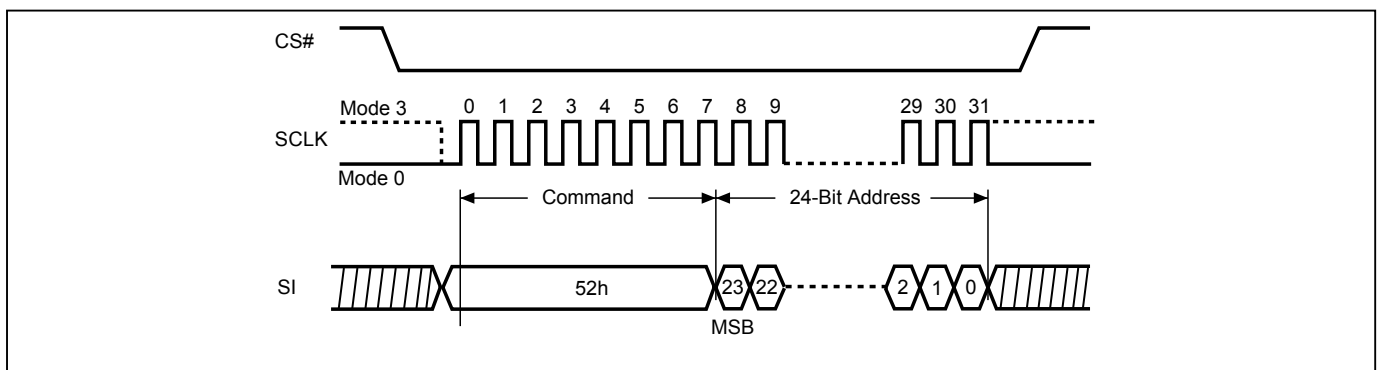 CS#
Mode 3
0 1 2 3 4 5 6 7 8 9 29 30 31
SCLK
Mode 0
Command 24-Bit Address
SI
52h 23 22 2 1 0
MSB